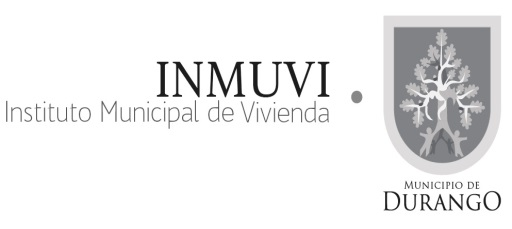 INMUVI
Instituto Municipal de Vivienda
MUNICIPIO DE
DURANGO